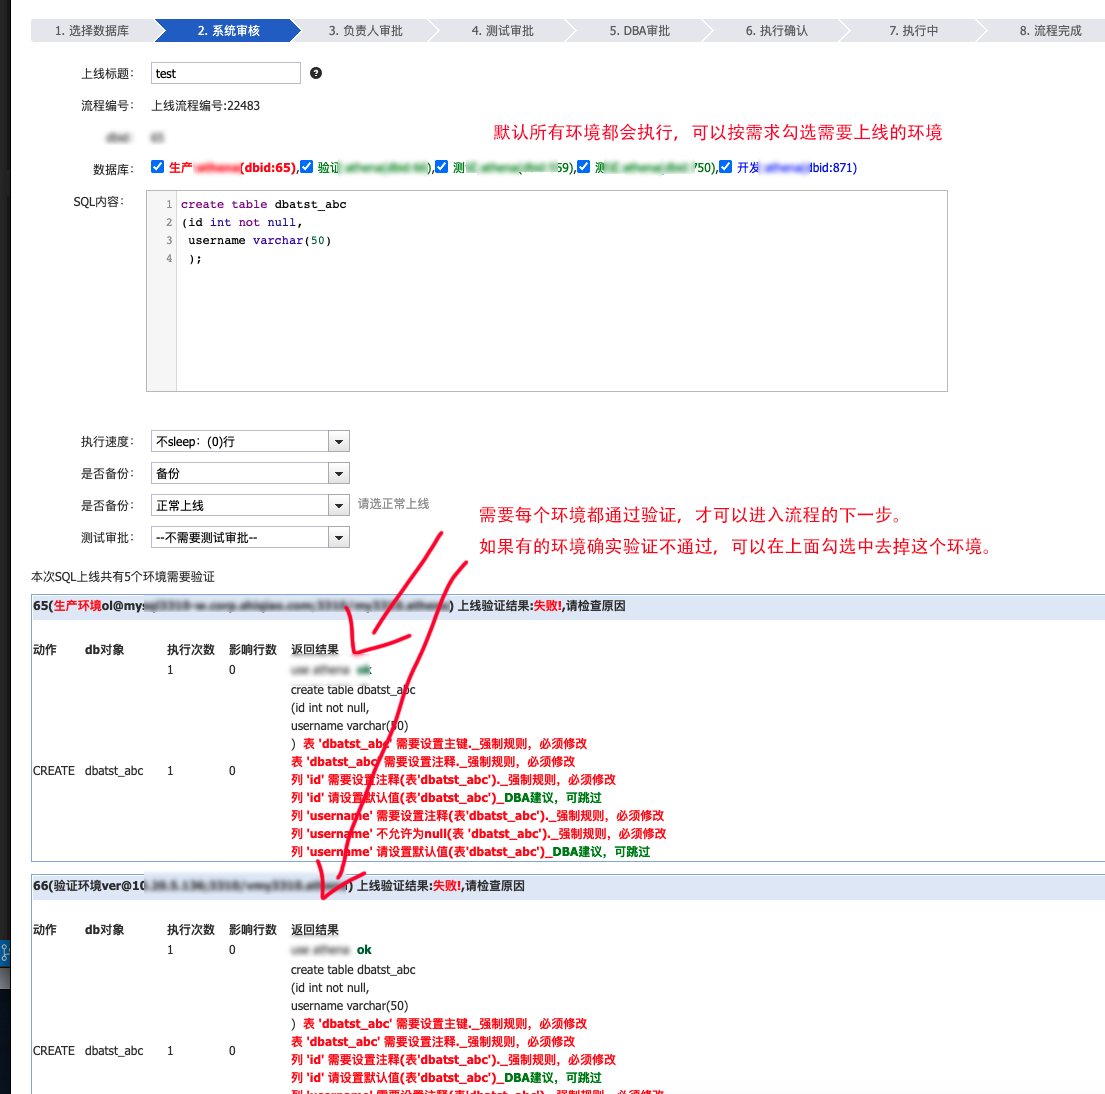 1. 选择数据库 2. 系统审核 3. 负责人审批 4. 测试审批 5. DBA审批 6. 执行确认 7. 执行中 8. 流程完成
上线标题： test
流程编号： 上线流程编号:22483
默认所有环境都会执行，可以按需求勾选需要上线的环境
数据库： 生产 (dbid:65), 验证 ), 测 59), 测 750), 开发 dbid:871)
SQL内容：
1 create table dbatst_abc
2 (id int not null,
3 username varchar(50)
4 );
执行速度： 不sleep：(0)行
是否备份： 备份
是否备份： 正常上线 请选正常上线
测试审批： --不需要测试审批--
需要每个环境都通过验证，才可以进入流程的下一步。
如果有的环境确实验证不通过，可以在上面勾选中去掉这个环境。
本次SQL上线共有5个环境需要验证
65(生产环境ol@mys ) 上线验证结果:失败!,请检查原因
动作 db对象 执行次数 影响行数 返回结果
1 0 ok
create table dbatst_abc
(id int not null,
username varchar(50)
) 表 'dbatst_abc' 需要设置主键._强制规则，必须修改
表 'dbatst_abc' 需要设置注释._强制规则，必须修改
CREATE dbatst_abc 1 0 列 'id' 需要设置注释(表'dbatst_abc')._强制规则，必须修改
列 'id' 请设置默认值(表'dbatst_abc')_DBA建议，可跳过
列 'username' 需要设置注释(表'dbatst_abc')._强制规则，必须修改
列 'username' 不允许为null(表 'dbatst_abc')._强制规则，必须修改
列 'username' 请设置默认值(表'dbatst_abc')_DBA建议，可跳过
66(验证环境ver@10 ) 上线验证结果:失败!,请检查原因
动作 db对象 执行次数 影响行数 返回结果
1 0 ok
create table dbatst_abc
(id int not null,
username varchar(50)
) 表 'dbatst_abc' 需要设置主键._强制规则，必须修改
表 'dbatst_abc' 需要设置注释._强制规则，必须修改
CREATE dbatst_abc 1 0 列 'id' 需要设置注释(表'dbatst_abc')._强制规则，必须修改
列 'id' 请设置默认值(表'dbatst_abc')_DBA建议，可跳过